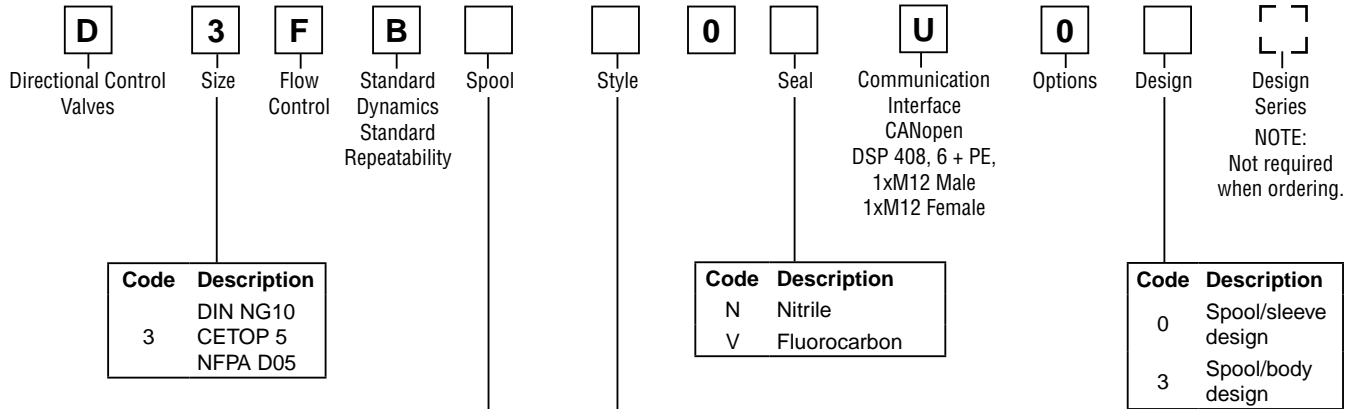 D 3 F B 0 U 0
Directional Control Valves
Size
Flow Control
Standard Dynamics Standard Repeatability
Spool
Style
Seal
Communication Interface CANopen DSP 408, 6 + PE, 1xM12 Male 1xM12 Female
Options
Design
Design Series NOTE: Not required when ordering.
Code Description
3 DIN NG10 CETOP 5 NFPA D05
Code Description
N Nitrile
V Fluorocarbon
Code Description
0 Spool/sleeve design
3 Spool/body design